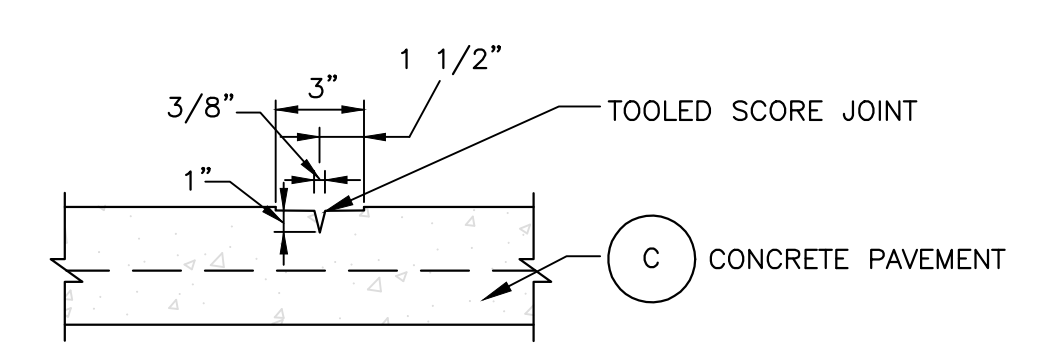 1 1/2”
3”
3/8”
TOOLED SCORE JOINT
1”
C CONCRETE PAVEMENT